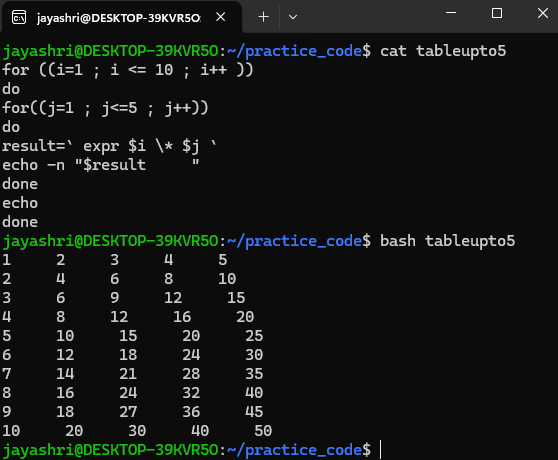 jayashri@DESKTOP-39KVR5O:
jayashri@DESKTOP-39KVR5O:~/practice_code$ cat tableupto5
for ((i=1 ; i <= 10 ; i++ ))
do
for((j=1 ; j<=5 ; j++))
do
result=` expr $i \* $j `
echo -n "$result     "
done
echo
done
jayashri@DESKTOP-39KVR5O:~/practice_code$ bash tableupto5
1     2     3     4     5
2     4     6     8     10
3     6     9     12     15
4     8     12     16     20
5     10     15     20     25
6     12     18     24     30
7     14     21     28     35
8     16     24     32     40
9     18     27     36     45
10     20     30     40     50
jayashri@DESKTOP-39KVR5O:~/practice_code$